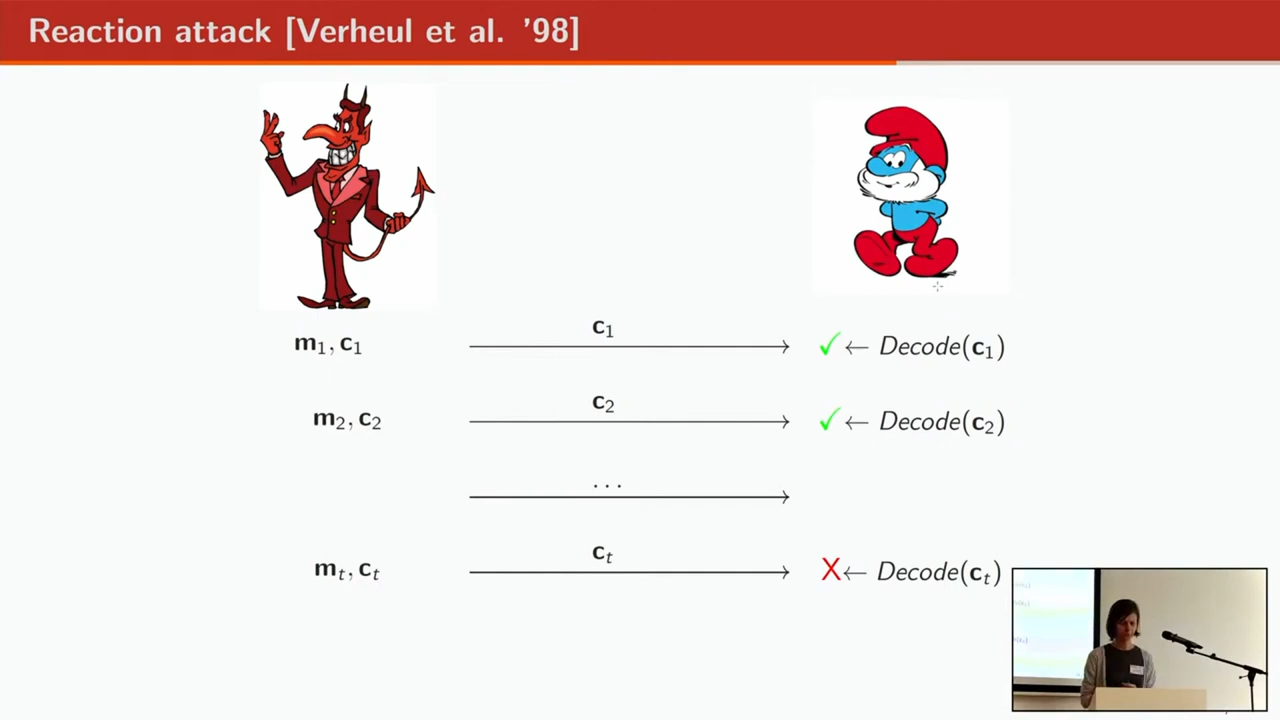 Reaction attack [Verheul et al. ’98]
m₁, c₁ c₁ ✓ ← Decode(c₁)
m₂, c₂ c₂ ✓ ← Decode(c₂)
...
mₜ, cₜ cₜ X ← Decode(cₜ)